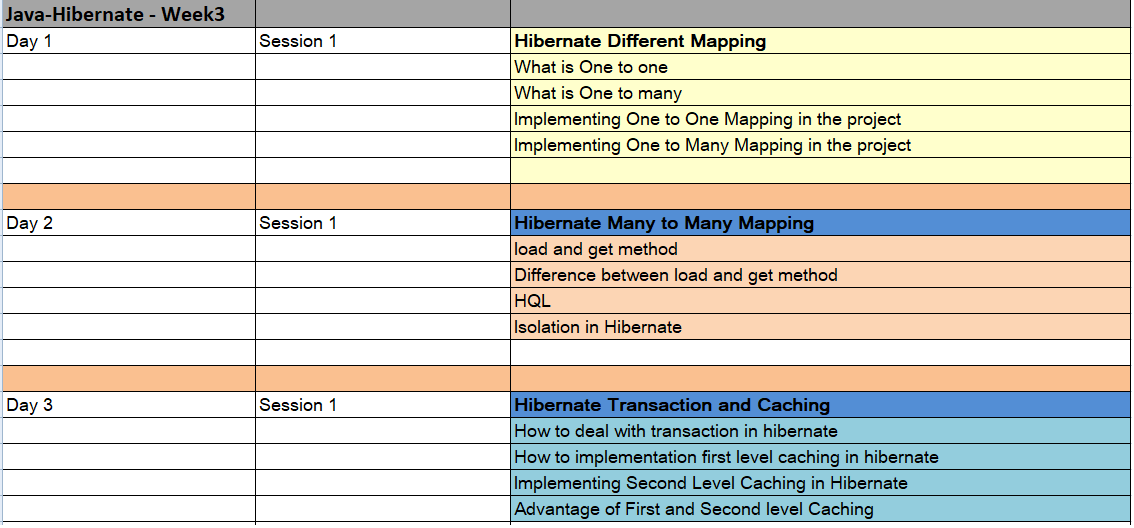 Java-Hibernate - Week3
Day 1 Session 1 Hibernate Different Mapping
What is One to one
What is One to many
Implementing One to One Mapping in the project
Implementing One to Many Mapping in the project
Day 2 Session 1 Hibernate Many to Many Mapping
load and get method
Difference between load and get method
HQL
Isolation in Hibernate
Day 3 Session 1 Hibernate Transaction and Caching
How to deal with transaction in hibernate
How to implementation first level caching in hibernate
Implementing Second Level Caching in Hibernate
Advantage of First and Second level Caching